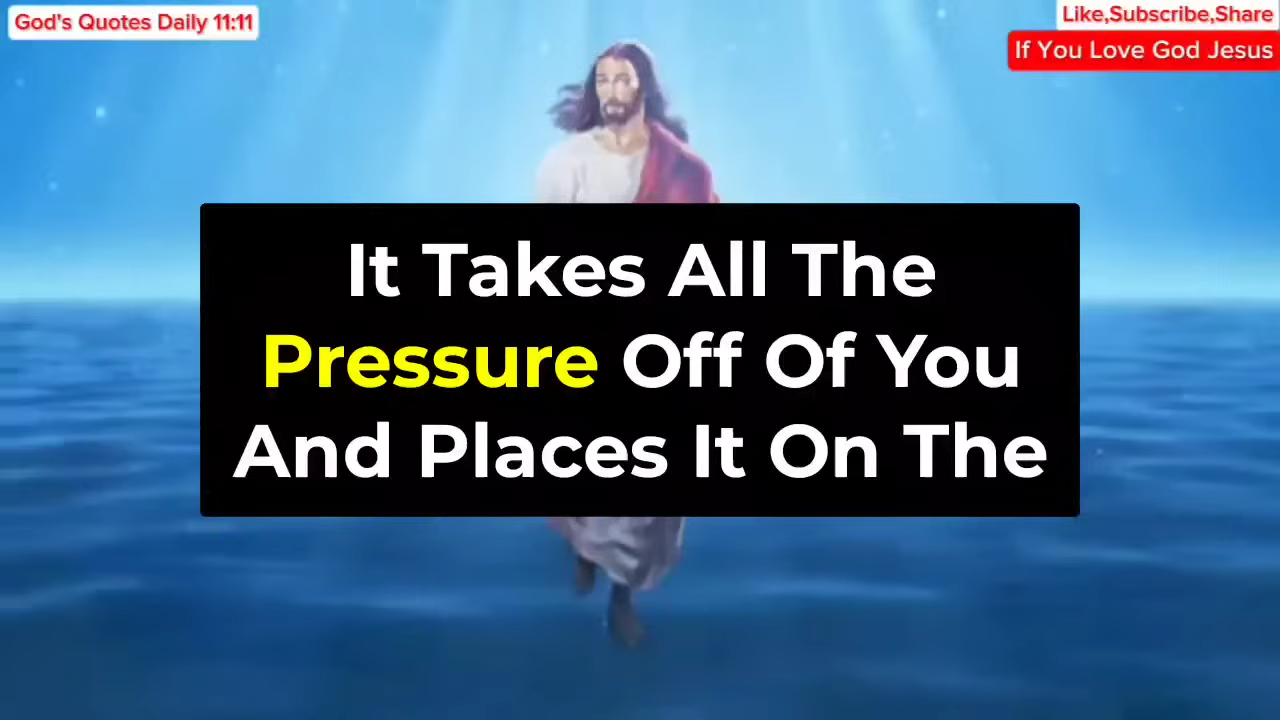 God's Quotes Daily 11:11
Like,Subscribe,Share
If You Love God Jesus
It Takes All The
Pressure Off Of You
And Places It On The